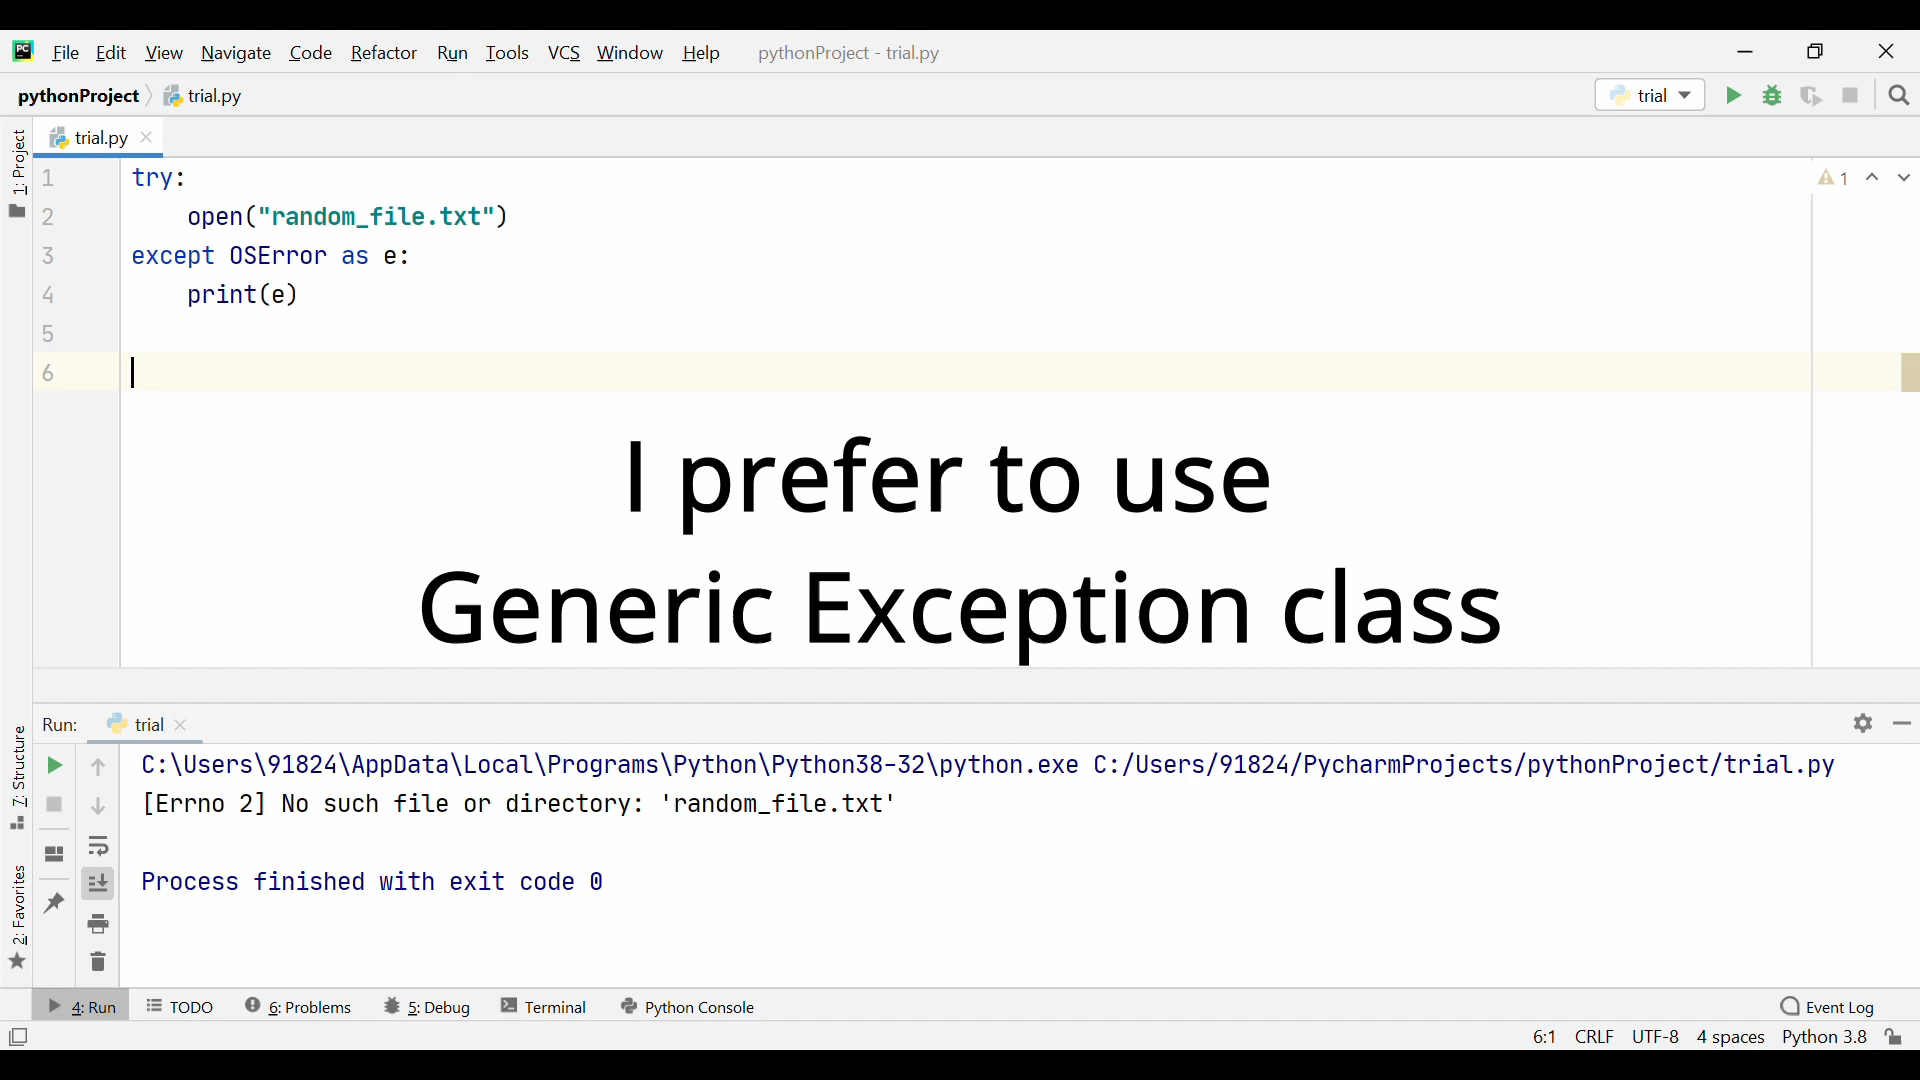 PC File Edit View Navigate Code Refactor Run Tools VCS Window Help pythonProject - trial.py
pythonProject trial.py trial
1: Project
trial.py
1 try: 1
2 open("random_file.txt")
3 except OSError as e:
4 print(e)
5
6
I prefer to use
Generic Exception class
Run: trial
7: Structure
2: Favorites
C:\Users\91824\AppData\Local\Programs\Python\Python38-32\python.exe C:/Users/91824/PycharmProjects/pythonProject/trial.py
[Errno 2] No such file or directory: 'random_file.txt'
Process finished with exit code 0
4: Run TODO 6: Problems 5: Debug Terminal Python Console Event Log
6:1 CRLF UTF-8 4 spaces Python 3.8